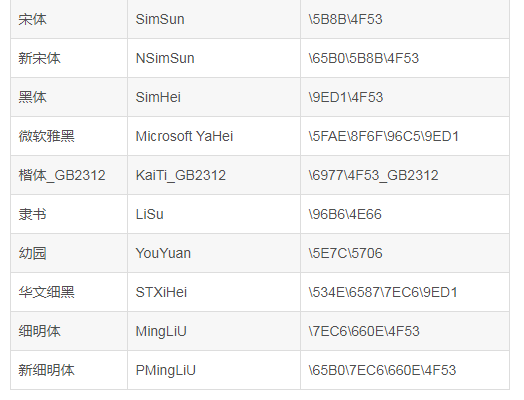 宋体 SimSun \5B8B\4F53
新宋体 NSimSun \65B0\5B8B\4F53
黑体 SimHei \9ED1\4F53
微软雅黑 Microsoft YaHei \5FAE\8F6F\96C5\9ED1
楷体_GB2312 KaiTi_GB2312 \6977\4F53_GB2312
隶书 LiSu \96B6\4E66
幼园 YouYuan \5E7C\5706
华文细黑 STXiHei \534E\6587\7EC6\9ED1
细明体 MingLiU \7EC6\660E\4F53
新细明体 PMingLiU \65B0\7EC6\660E\4F53